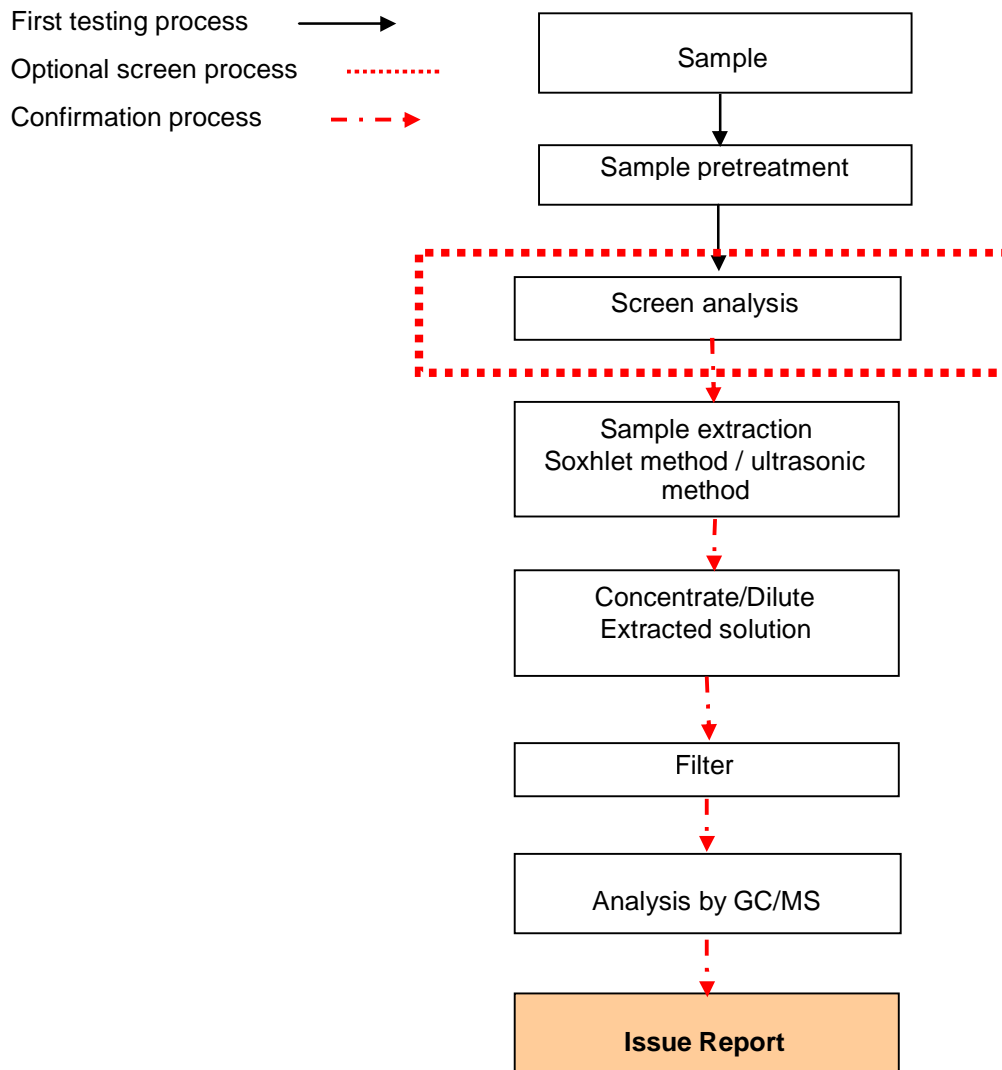 First testing process
Optional screen process
Confirmation process
Sample
Sample pretreatment
Screen analysis
Sample extraction
Soxhlet method / ultrasonic
method
Concentrate/Dilute
Extracted solution
Filter
Analysis by GC/MS
Issue Report